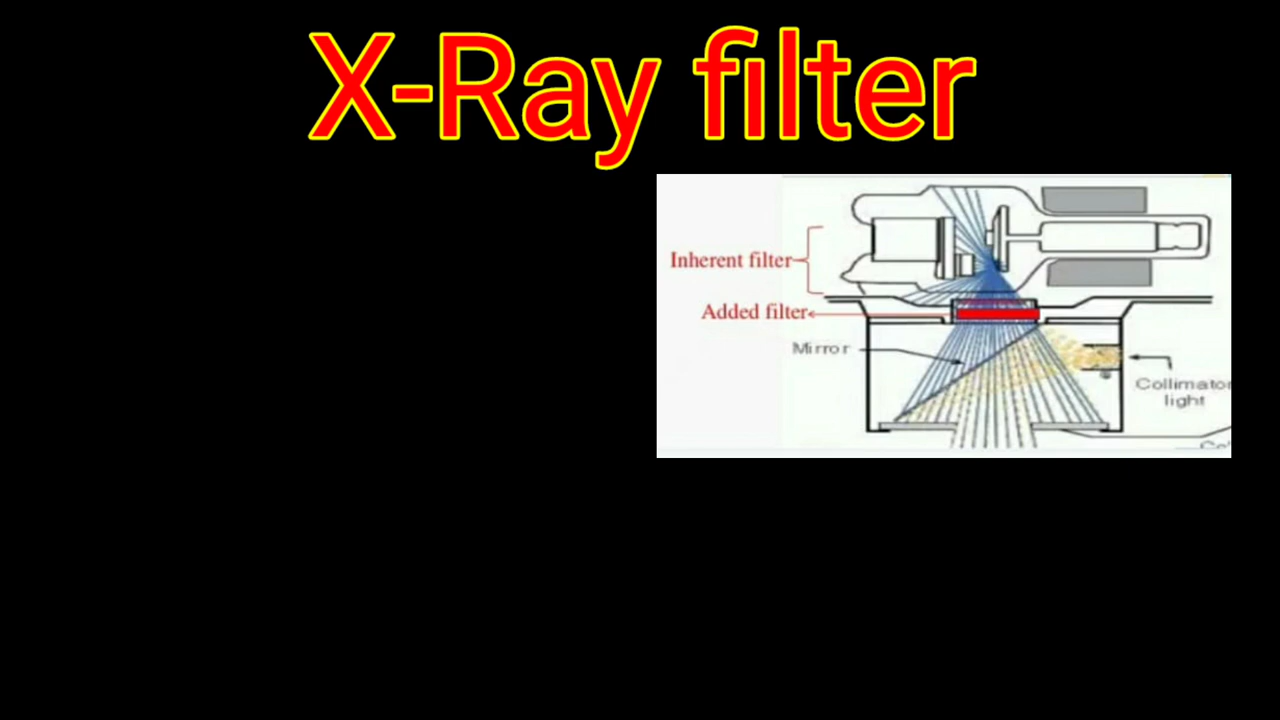 X-Ray filter
Inherent filter
Added filter
Mirror
Collimator
light